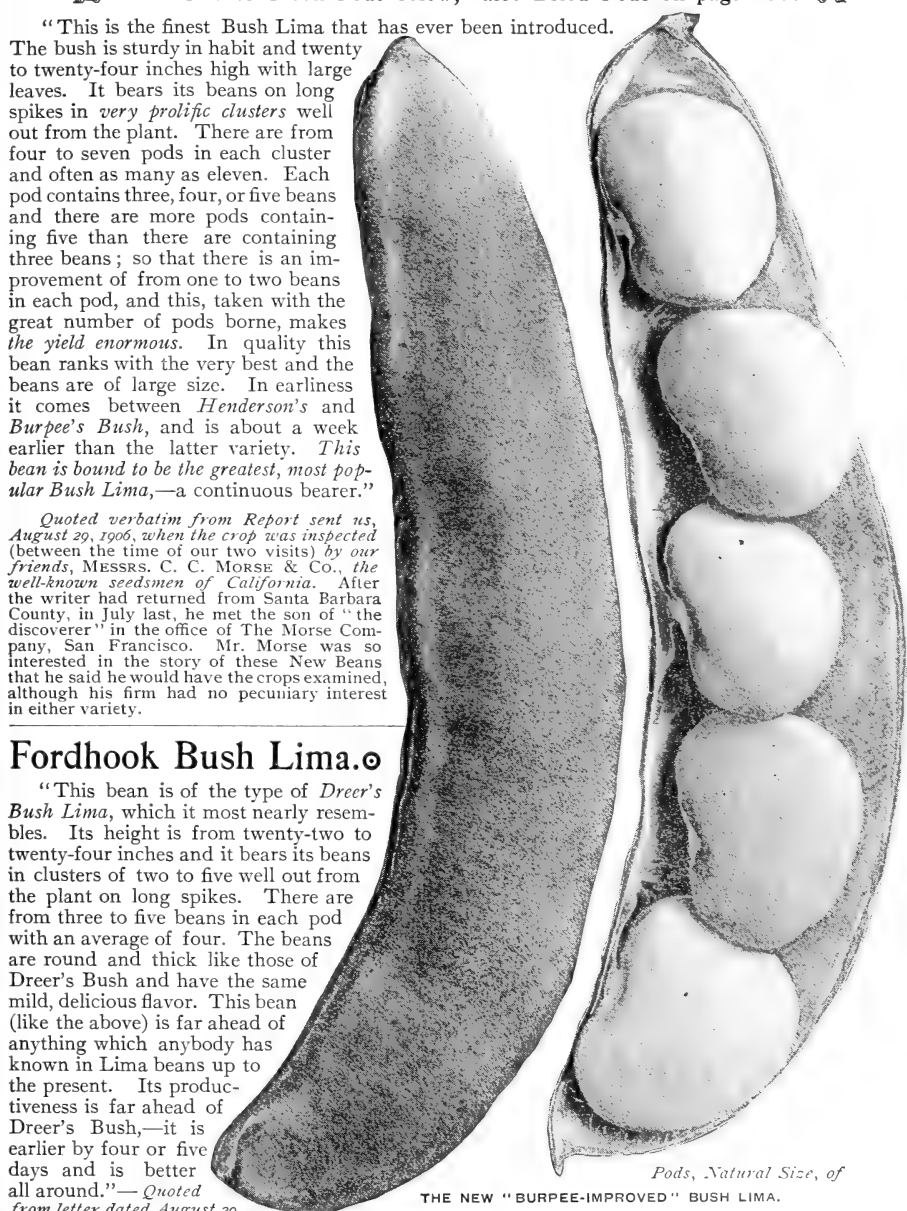 “This is the finest Bush Lima that has ever been introduced.
The bush is sturdy in habit and twenty
to twenty-four inches high with large
leaves. It bears its beans on long
spikes in very prolific clusters well
out from the plant. There are from
four to seven pods in each cluster
and often as many as eleven. Each
pod contains three, four, or five beans
and there are more pods contain-
ing five than there are containing
three beans; so that there is an im-
provement of from one to two beans
in each pod, and this, taken with the
great number of pods borne, makes
the yield enormous. In quality this
bean ranks with the very best and the
beans are of large size. In earliness
it comes between Henderson's and
Burpee's Bush, and is about a week
earlier than the latter variety. This
bean is bound to be the greatest, most pop-
ular Bush Lima,—a continuous bearer.”
Quoted verbatim from Report sent us,
August 29, 1906, when the crop was inspected
(between the time of our two visits) by our
friends, MESSRS. C. C. MORSE & Co., the
well-known seedsmen of California. After
the writer had returned from Santa Barbara
County, in July last, he met the son of “the
discoverer” in the office of The Morse Com-
pany, San Francisco. Mr. Morse was so
interested in the story of these New Beans
that he said he would have the crops examined,
although his firm had no pecuniary interest
in either variety.
Fordhook Bush Lima.
“This bean is of the type of Dreer's
Bush Lima, which it most nearly resem-
bles. Its height is from twenty-two to
twenty-four inches and it bears its beans
in clusters of two to five well out from
the plant on long spikes. There are
from three to five beans in each pod
with an average of four. The beans
are round and thick like those of
Dreer's Bush and have the same
mild, delicious flavor. This bean
(like the above) is far ahead of
anything which anybody has
known in Lima beans up to
the present. Its produc-
tiveness is far ahead of
Dreer's Bush,—it is
earlier by four or five
days and is better
all around.”—Quoted
from letter dated August
Pods, Natural Size, of
THE NEW “BURPEE-IMPROVED” BUSH LIMA.